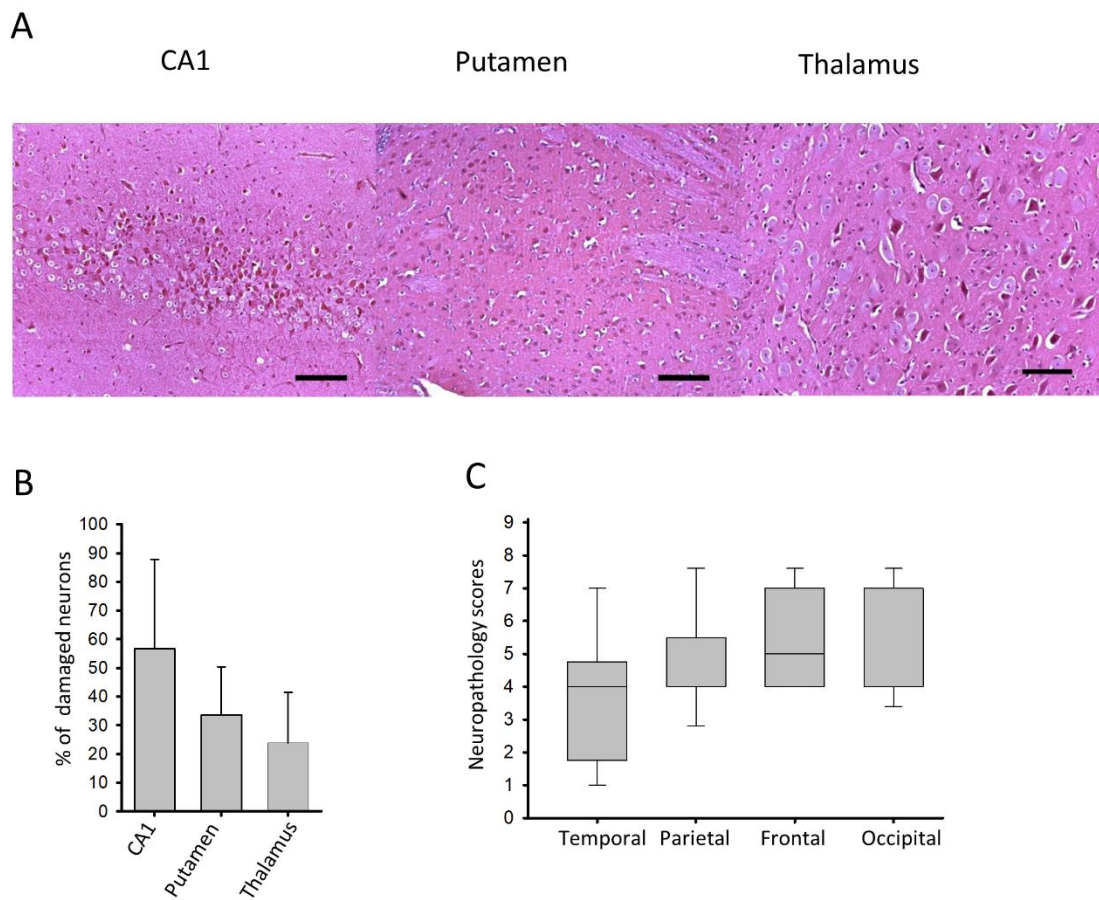 A
CA1 Putamen Thalamus
B
% of damaged neurons
100
90
80
70
60
50
40
30
20
10
0
CA1
Putamen
Thalamus
C
Neuropathology scores
9
8
7
6
5
4
3
2
1
0
Temporal Parietal Frontal Occipital